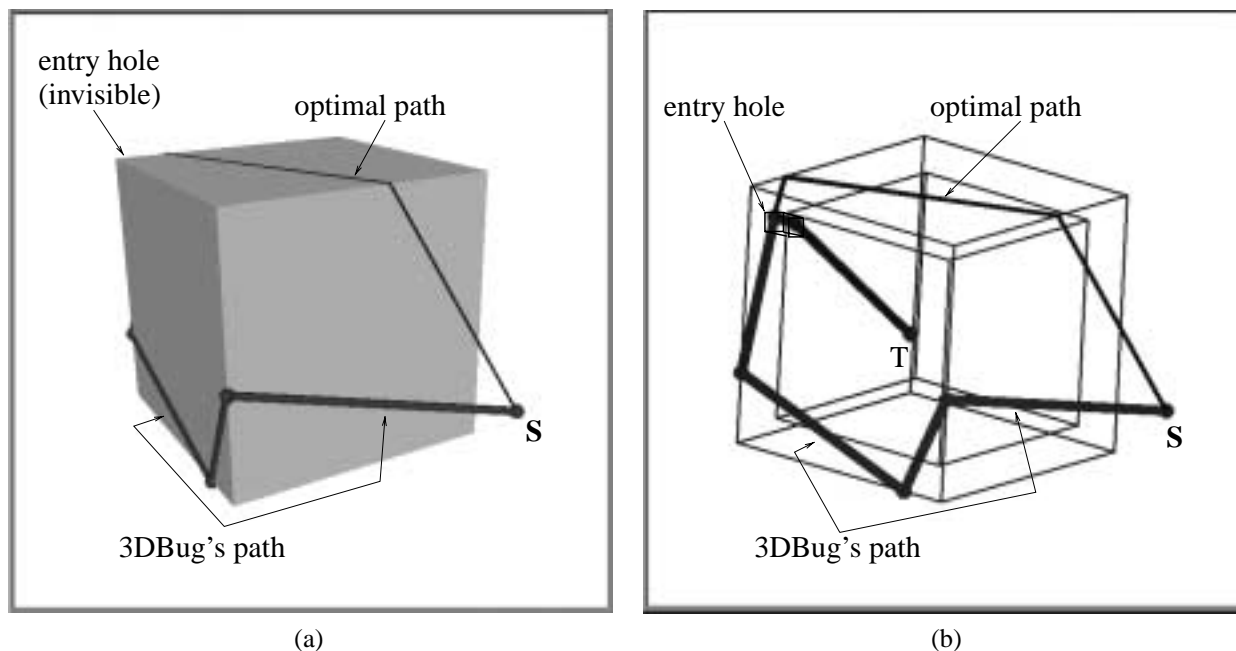 entry hole
(invisible)
optimal path
S
3DBug's path
(a)
entry hole
optimal path
T
S
3DBug's path
(b)